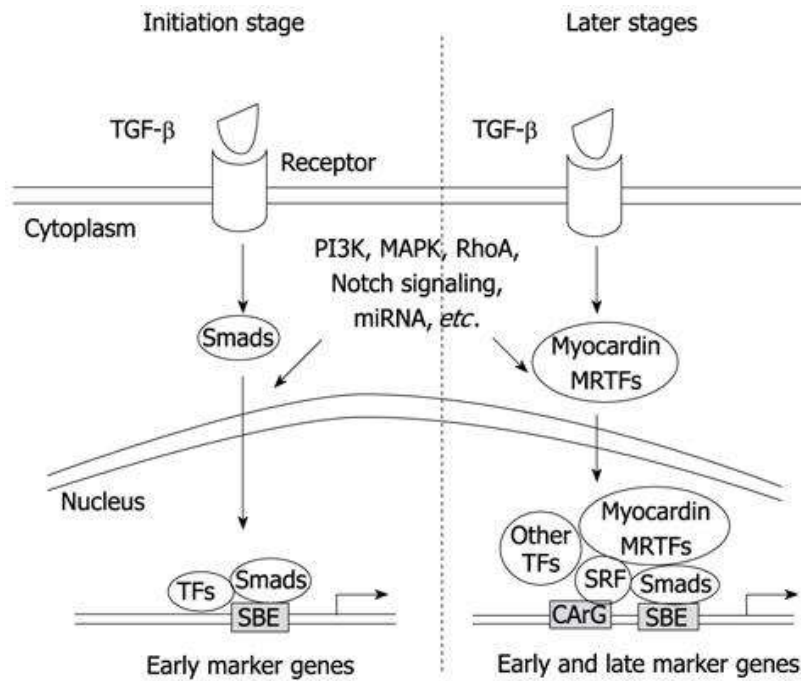 Initiation stage
Later stages
TGF-β
TGF-β
Receptor
Cytoplasm
PI3K, MAPK, RhoA,
Notch signaling,
miRNA, etc.
Smads
Myocardin
MRTFs
Nucleus
Myocardin
MRTFs
Other
TFs
TFs
Smads
SRF
Smads
SBE
CArG
SBE
Early marker genes
Early and late marker genes